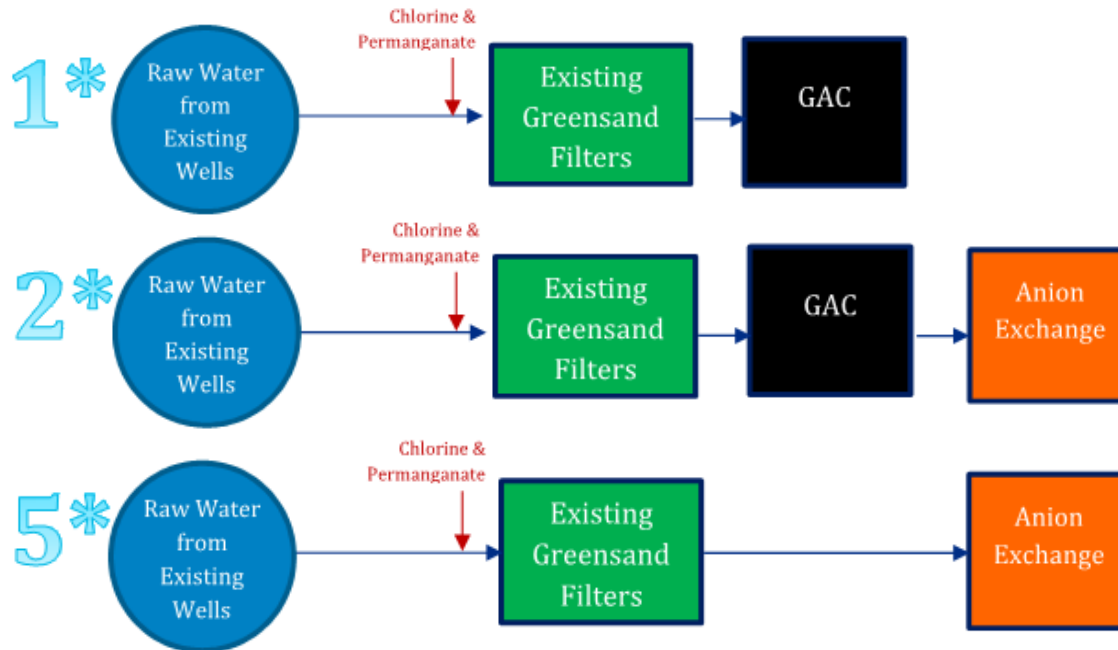 1*
Raw Water
from
Existing
Wells
Chlorine &
Permanganate
Existing
Greensand
Filters
GAC
2*
Raw Water
from
Existing
Wells
Chlorine &
Permanganate
Existing
Greensand
Filters
GAC
Anion
Exchange
5*
Raw Water
from
Existing
Wells
Chlorine &
Permanganate
Existing
Greensand
Filters
Anion
Exchange